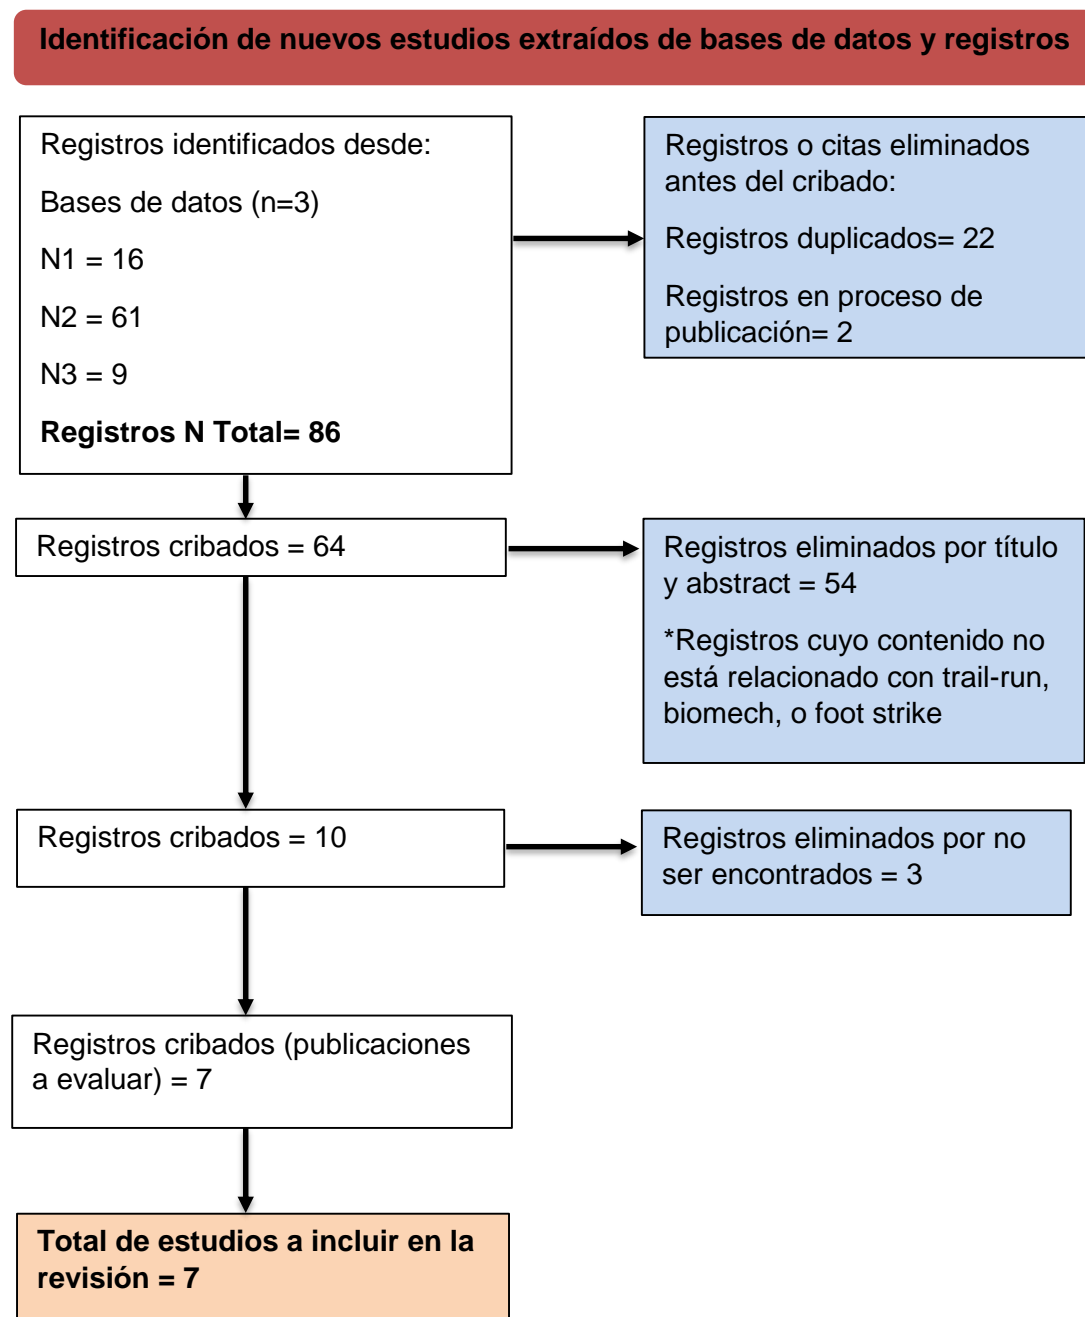 Identificación de nuevos estudios extraídos de bases de datos y registros
Registros identificados desde:
Bases de datos (n=3)
N1 = 16
N2 = 61
N3 = 9
Registros N Total= 86
Registros o citas eliminados
antes del cribado:
Registros duplicados= 22
Registros en proceso de
publicación= 2
Registros cribados = 64
Registros eliminados por título
y abstract = 54
*Registros cuyo contenido no
está relacionado con trail-run,
biomech, o foot strike
Registros cribados = 10
Registros eliminados por no
ser encontrados = 3
Registros cribados (publicaciones
a evaluar) = 7
Total de estudios a incluir en la
revisión = 7